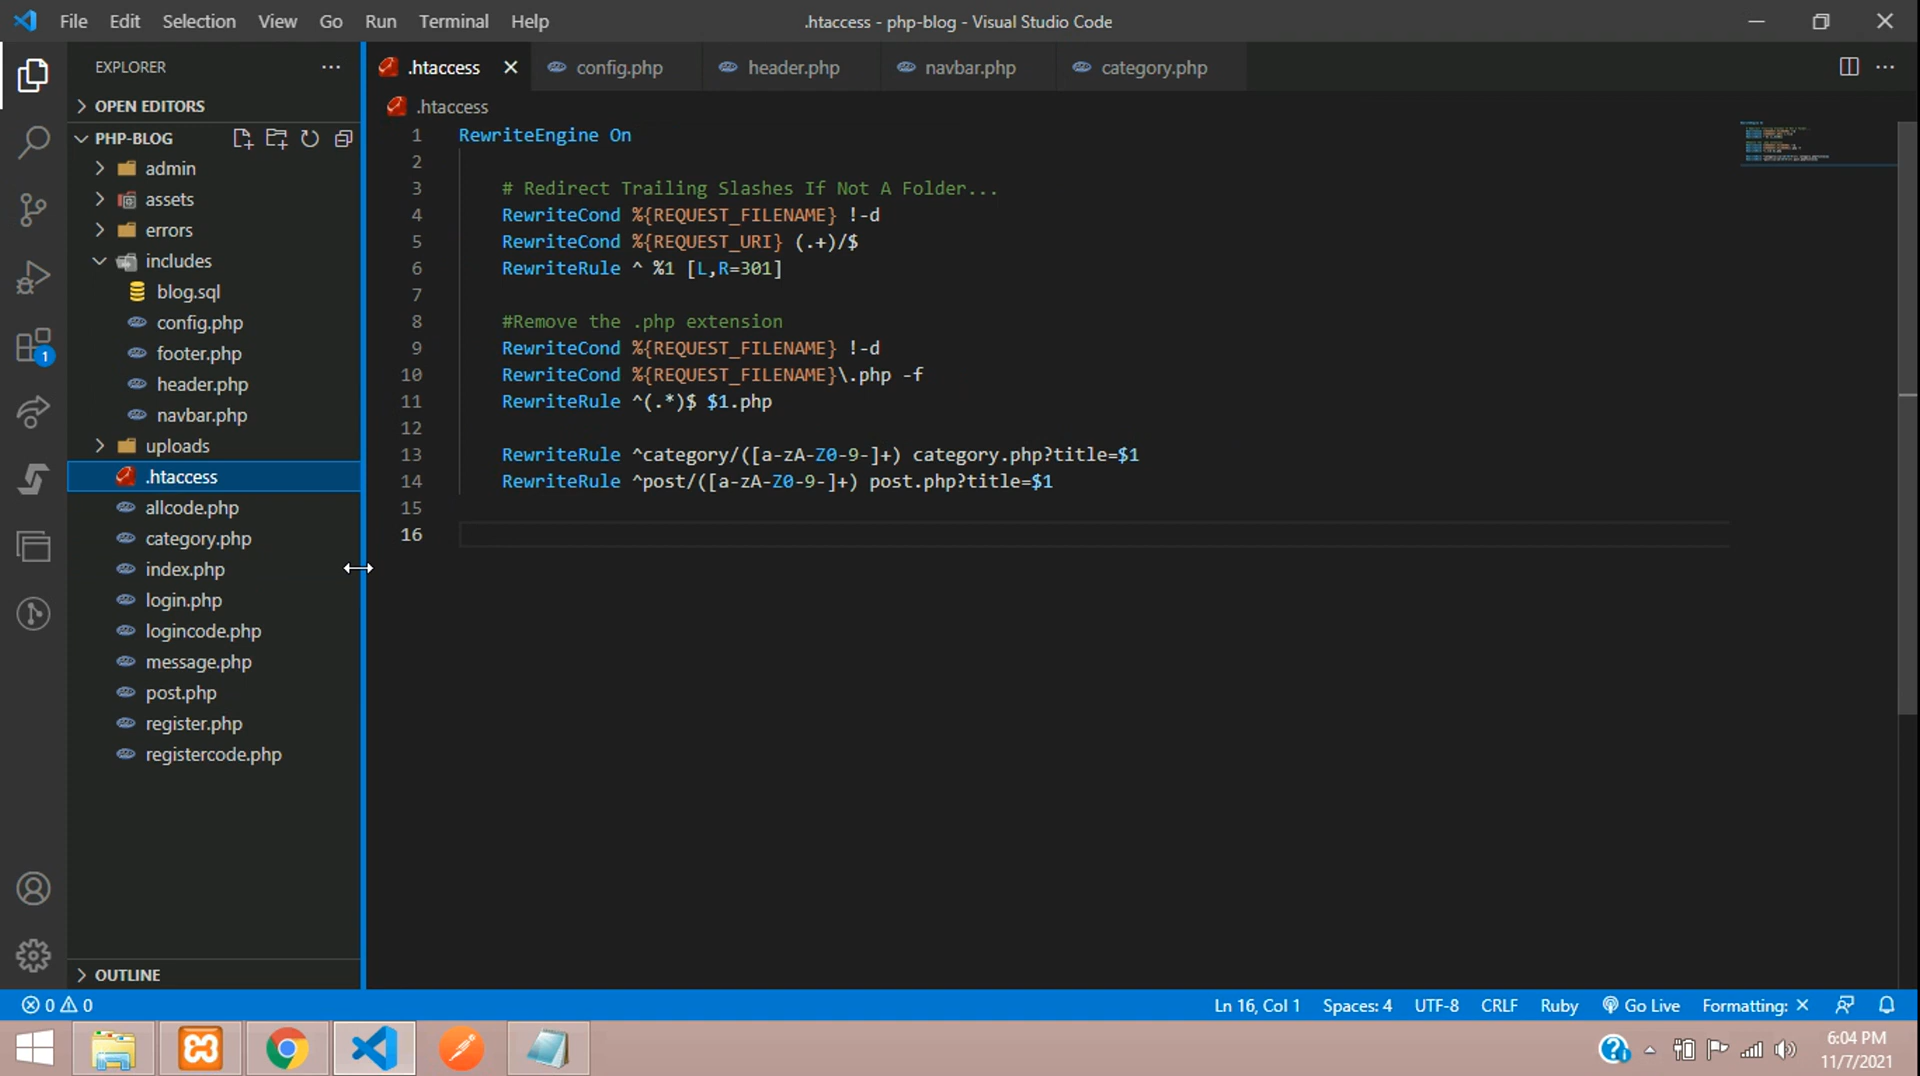 File Edit Selection View Go Run Terminal Help .htaccess - php-blog - Visual Studio Code
EXPLORER
OPEN EDITORS
PHP-BLOG
admin
assets
errors
includes
blog.sql
config.php
footer.php
header.php
navbar.php
uploads
.htaccess
allcode.php
category.php
index.php
login.php
logincode.php
message.php
post.php
register.php
registercode.php
OUTLINE
1
.htaccess config.php header.php navbar.php category.php
.htaccess
1 RewriteEngine On
2
3 # Redirect Trailing Slashes If Not A Folder...
4 RewriteCond %{REQUEST_FILENAME} !-d
5 RewriteCond %{REQUEST_URI} (.+)/$
6 RewriteRule ^ %1 [L,R=301]
7
8 #Remove the .php extension
9 RewriteCond %{REQUEST_FILENAME} !-d
10 RewriteCond %{REQUEST_FILENAME}\.php -f
11 RewriteRule ^(.*)$ $1.php
12
13 RewriteRule ^category/([a-zA-Z0-9-]+) category.php?title=$1
14 RewriteRule ^post/([a-zA-Z0-9-]+) post.php?title=$1
15
16
0 0 Ln 16, Col 1 Spaces: 4 UTF-8 CRLF Ruby Go Live Formatting: ×
6:04 PM
11/7/2021